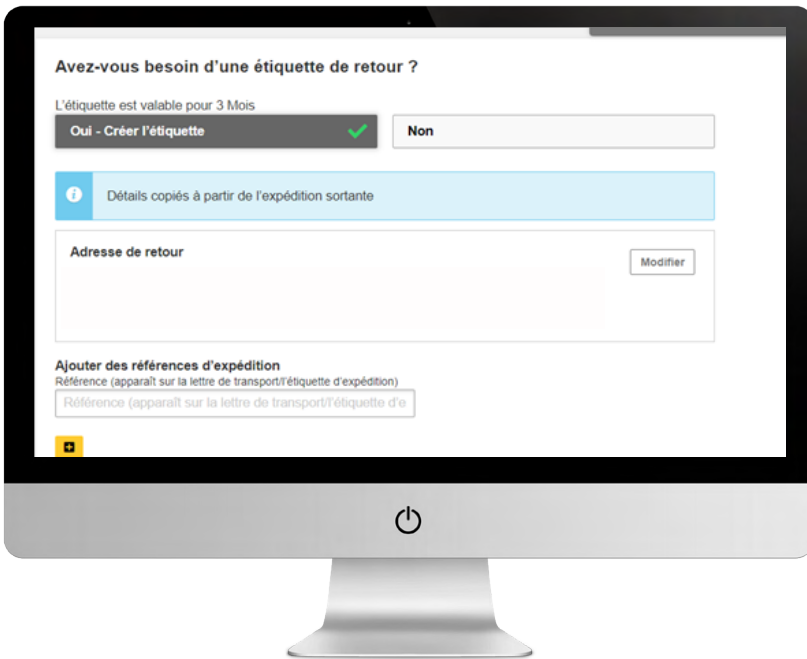 Avez-vous besoin d’une étiquette de retour ?
L’étiquette est valable pour 3 Mois
Oui - Créer l’étiquette
Non
Détails copiés à partir de l’expédition sortante
Adresse de retour
Modifier
Ajouter des références d’expédition
Référence (apparaît sur la lettre de transport/l’étiquette d’expédition)
Référence (apparaît sur la lettre de transport/l’étiquette d’e